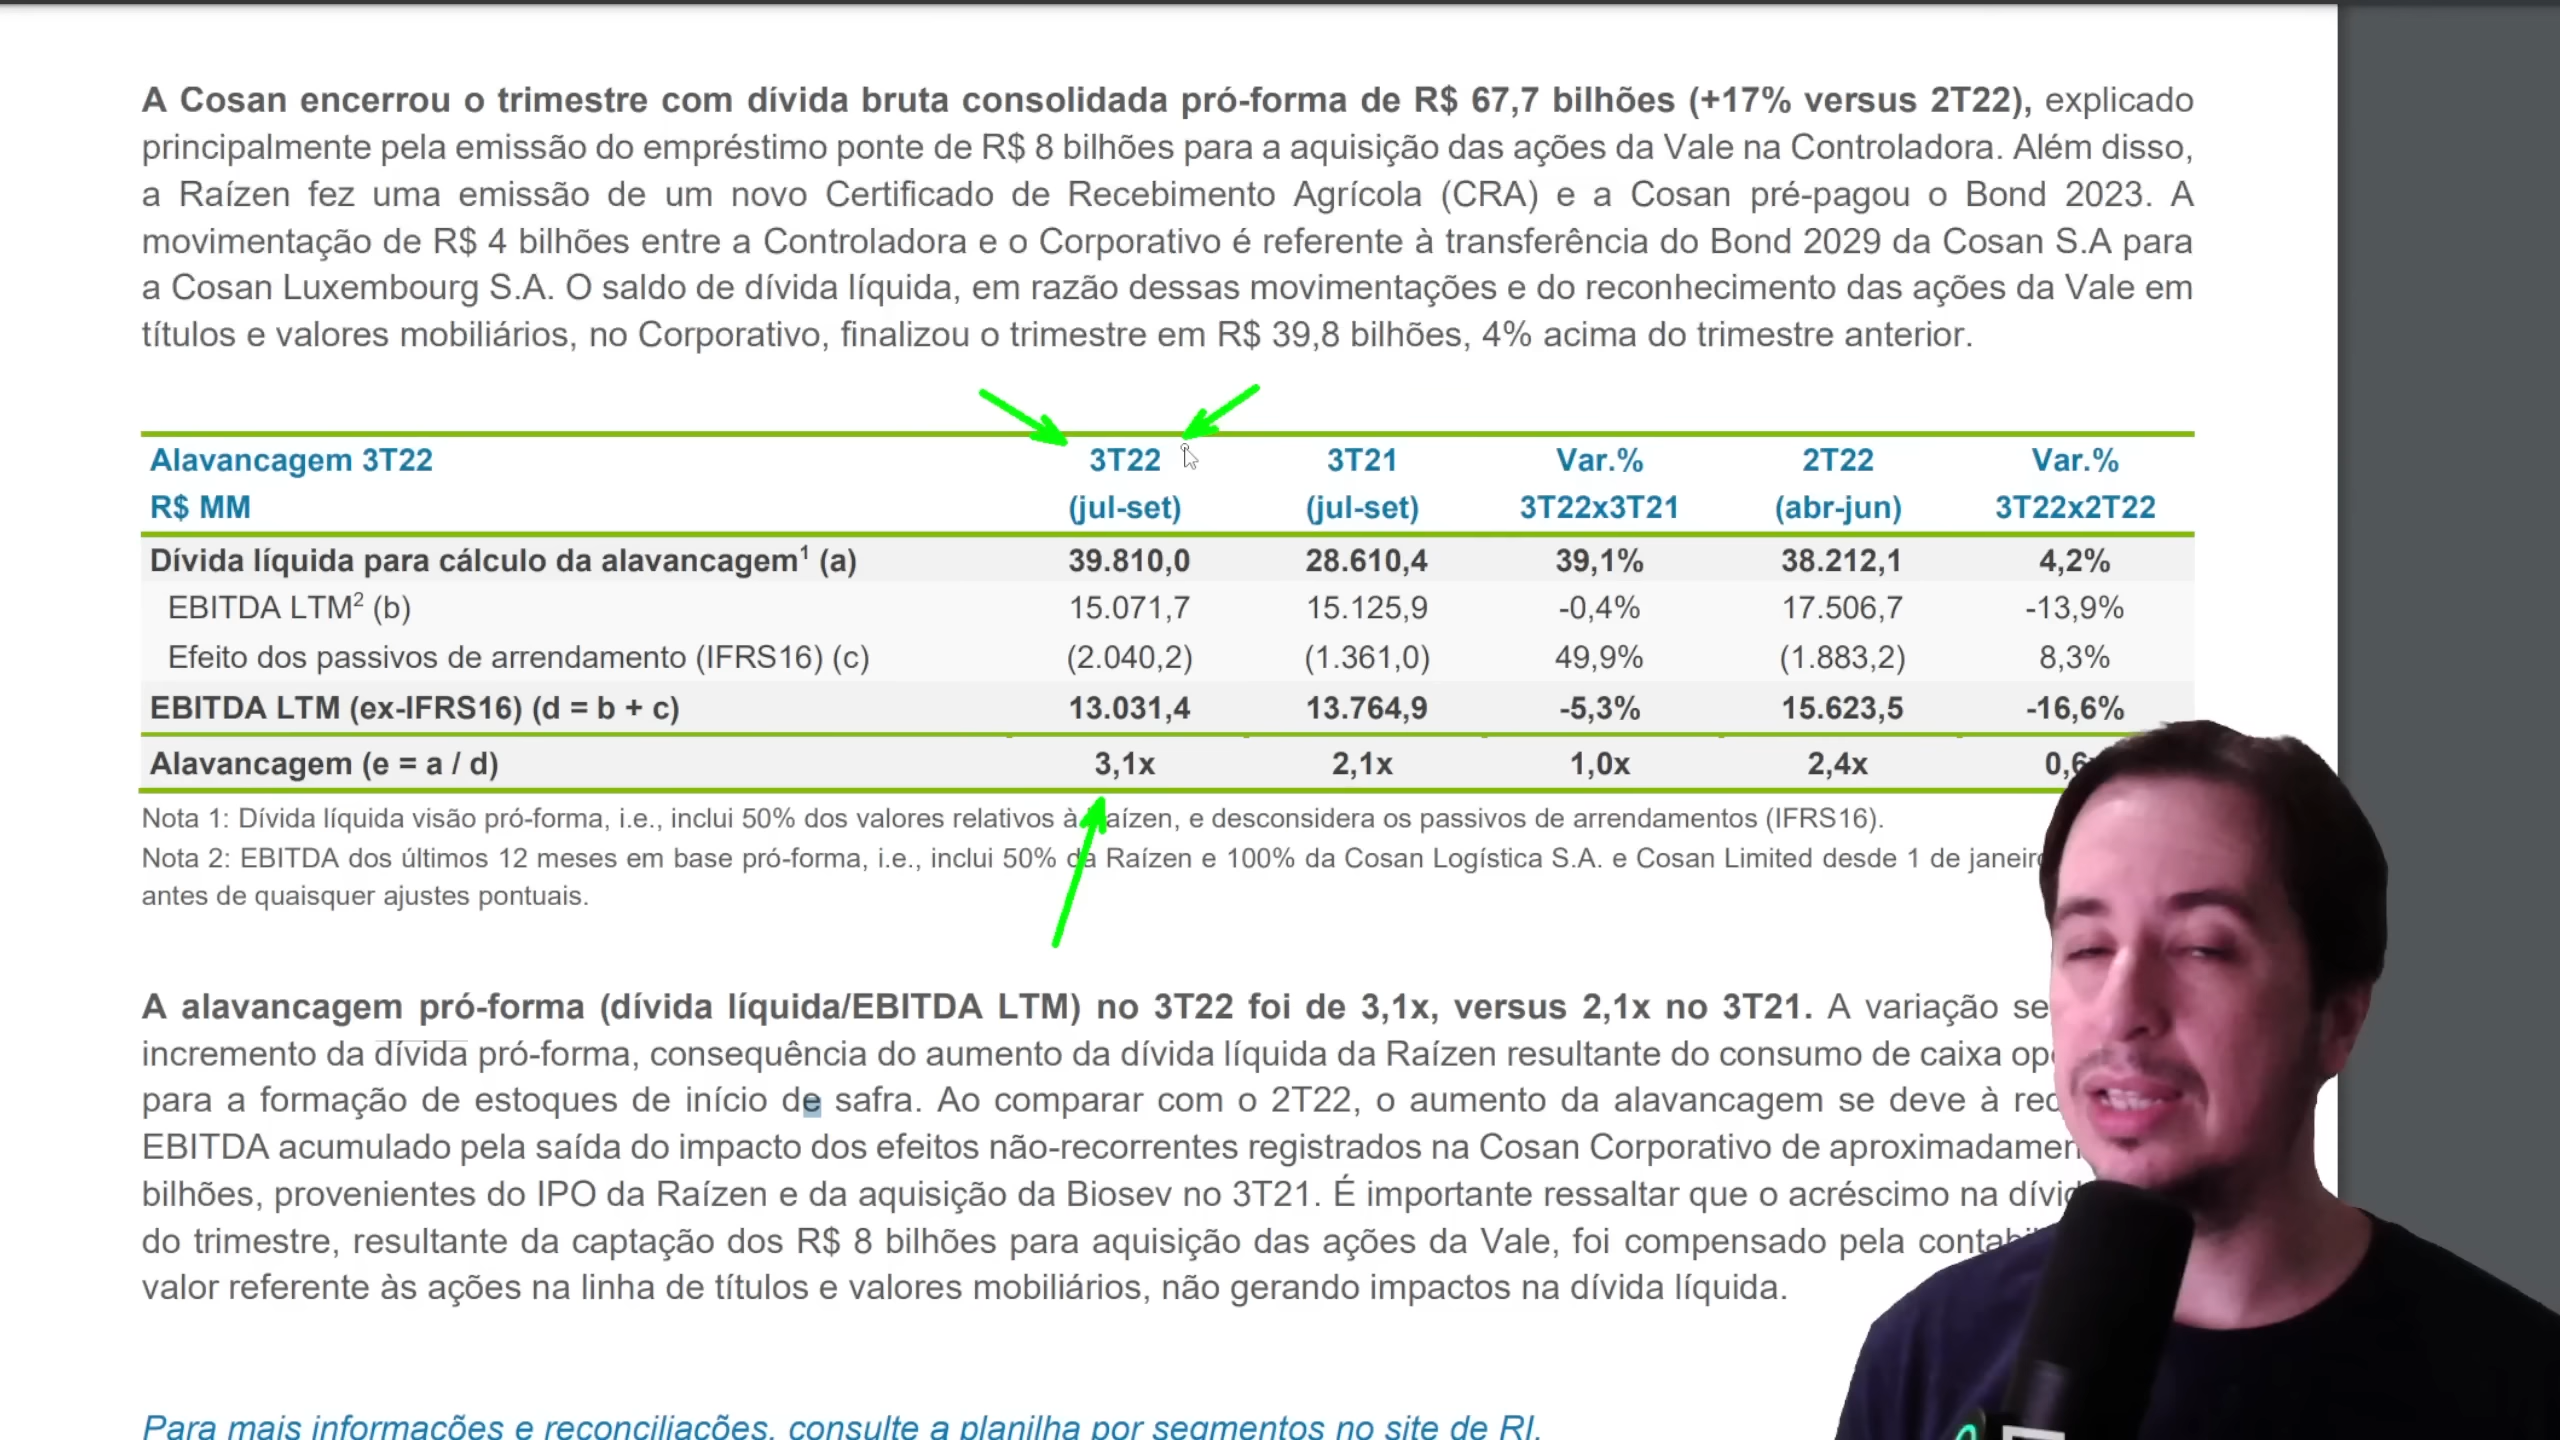 A Cosan encerrou o trimestre com dívida bruta consolidada pró-forma de R$ 67,7 bilhões (+17% versus 2T22), explicado
principalmente pela emissão do empréstimo ponte de R$ 8 bilhões para a aquisição das ações da Vale na Controladora. Além disso,
a Raízen fez uma emissão de um novo Certificado de Recebimento Agrícola (CRA) e a Cosan pré-pagou o Bond 2023. A
movimentação de R$ 4 bilhões entre a Controladora e o Corporativo é referente à transferência do Bond 2029 da Cosan S.A para
a Cosan Luxembourg S.A. O saldo de dívida líquida, em razão dessas movimentações e do reconhecimento das ações da Vale em
títulos e valores mobiliários, no Corporativo, finalizou o trimestre em R$ 39,8 bilhões, 4% acima do trimestre anterior.
Alavancagem 3T22 3T22 3T21 Var.% 2T22 Var.%
R$ MM (jul-set) (jul-set) 3T22x3T21 (abr-jun) 3T22x2T22
Dívida líquida para cálculo da alavancagem¹ (a) 39.810,0 28.610,4 39,1% 38.212,1 4,2%
EBITDA LTM² (b) 15.071,7 15.125,9 -0,4% 17.506,7 -13,9%
Efeito dos passivos de arrendamento (IFRS16) (c) (2.040,2) (1.361,0) 49,9% (1.883,2) 8,3%
EBITDA LTM (ex-IFRS16) (d = b + c) 13.031,4 13.764,9 -5,3% 15.623,5 -16,6%
Alavancagem (e = a / d) 3,1x 2,1x 1,0x 2,4x 0,6
Nota 1: Dívida líquida visão pró-forma, i.e., inclui 50% dos valores relativos à Raízen, e desconsidera os passivos de arrendamentos (IFRS16).
Nota 2: EBITDA dos últimos 12 meses em base pró-forma, i.e., inclui 50% da Raízen e 100% da Cosan Logística S.A. e Cosan Limited desde 1 de
antes de quaisquer ajustes pontuais.
A alavancagem pró-forma (dívida líquida/EBITDA LTM) no 3T22 foi de 3,1x, versus 2,1x no 3T21. A variação se
incremento da dívida pró-forma, consequência do aumento da dívida líquida da Raízen resultante do consumo de caixa
para a formação de estoques de início de safra. Ao comparar com o 2T22, o aumento da alavancagem se deve à
EBITDA acumulado pela saída do impacto dos efeitos não-recorrentes registrados na Cosan Corporativo de
bilhões, provenientes do IPO da Raízen e da aquisição da Biosev no 3T21. É importante ressaltar que o acréscimo na
do trimestre, resultante da captação dos R$ 8 bilhões para aquisição das ações da Vale, foi compensado pela
valor referente às ações na linha de títulos e valores mobiliários, não gerando impactos na dívida líquida.
Para mais informações e reconciliações, consulte a planilha por segmentos no site de RI.